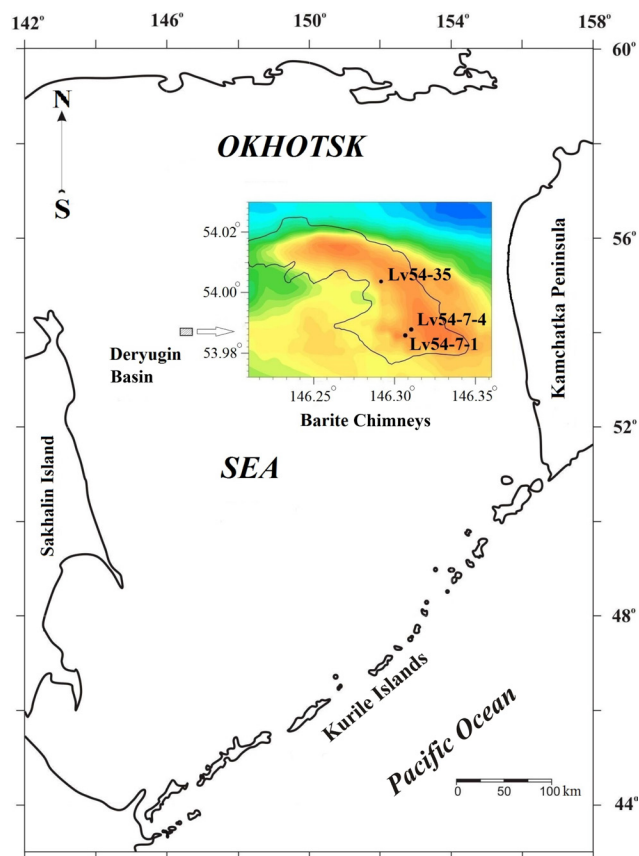 142° 146° 150° 154° 158°
60°
N
S
OKHOTSK
54.02°
56°
Lv54-35
54.00°
Kamchatka Peninsula
Lv54-7-4
Lv54-7-1
53.98°
Deryugin
Basin
146.25° 146.30° 146.35°
Barite Chimneys
52°
SEA
Sakhalin Island
48°
Kurile Islands
Pacific Ocean
0 50 100 km
44°